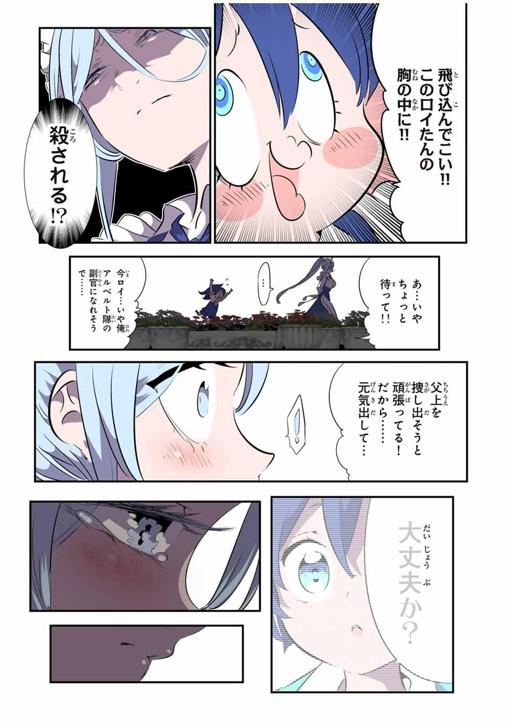 飛び込んでこい!!
このロイたんの
胸の中に!!
殺される!?
あ…いや
ちょっと
待って!!
…
今ロイ…いや俺
アルベルト隊の
副官になれそう
で……
父上を
捜し出そうと
頑張ってる!
だから……
元気出して…
…!
大丈夫か?